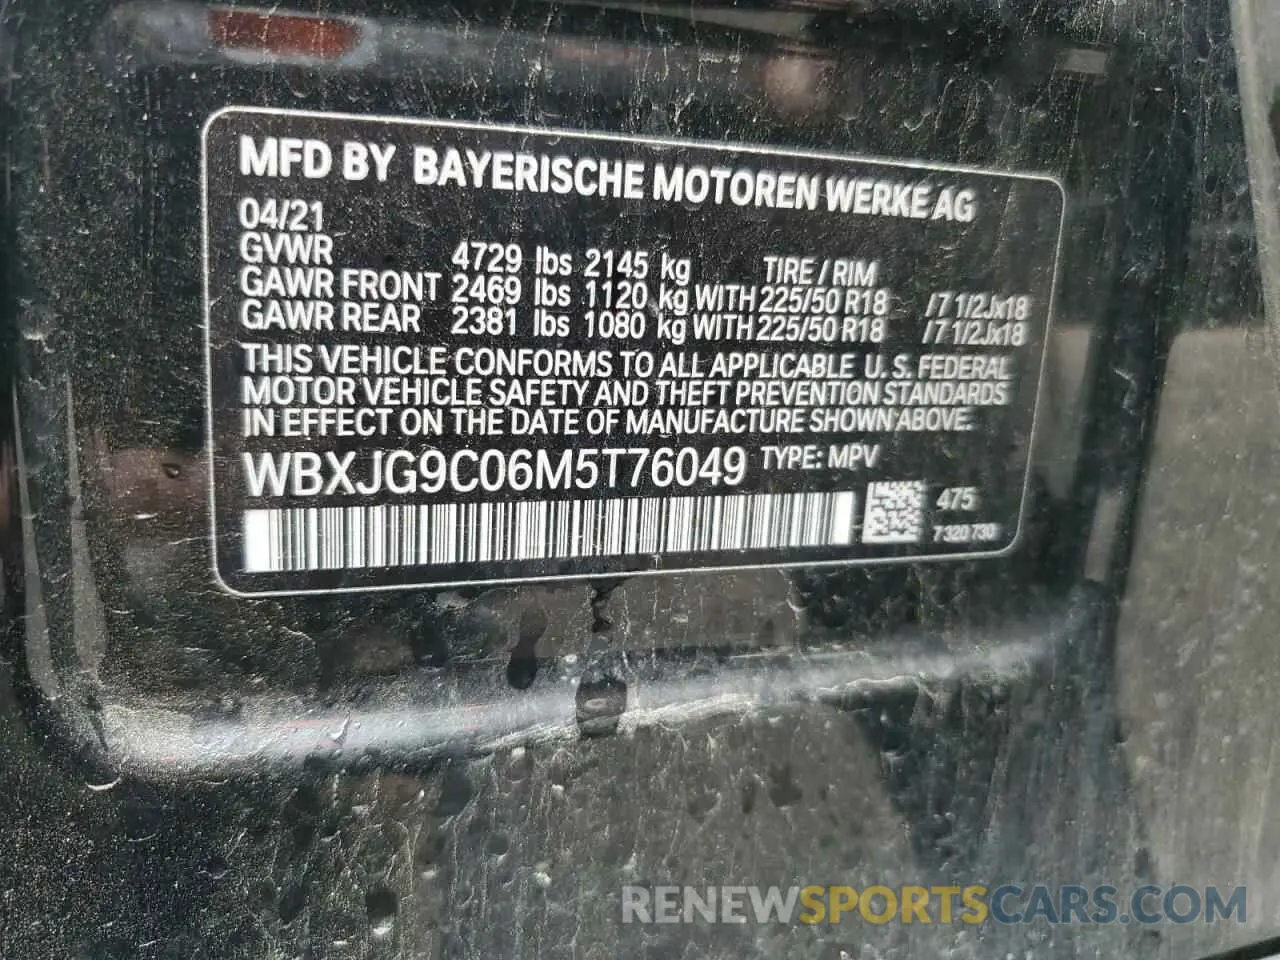 MFD BY BAYERISCHE MOTOREN WERKE AG
04/21
GVWR 4729 lbs 2145 kg TIRE / RIM
GAWR FRONT 2469 lbs 1120 kg WITH 225/50 R18 /7 1/2Jx18
GAWR REAR 2381 lbs 1080 kg WITH 225/50 R18 /7 1/2Jx18
THIS VEHICLE CONFORMS TO ALL APPLICABLE U.S. FEDERAL
MOTOR VEHICLE SAFETY AND THEFT PREVENTION STANDARDS
IN EFFECT ON THE DATE OF MANUFACTURE SHOWN ABOVE.
WBXJG9C06M5T76049 TYPE: MPV
475
7 320 730
RENEWSPORTSCARS.COM